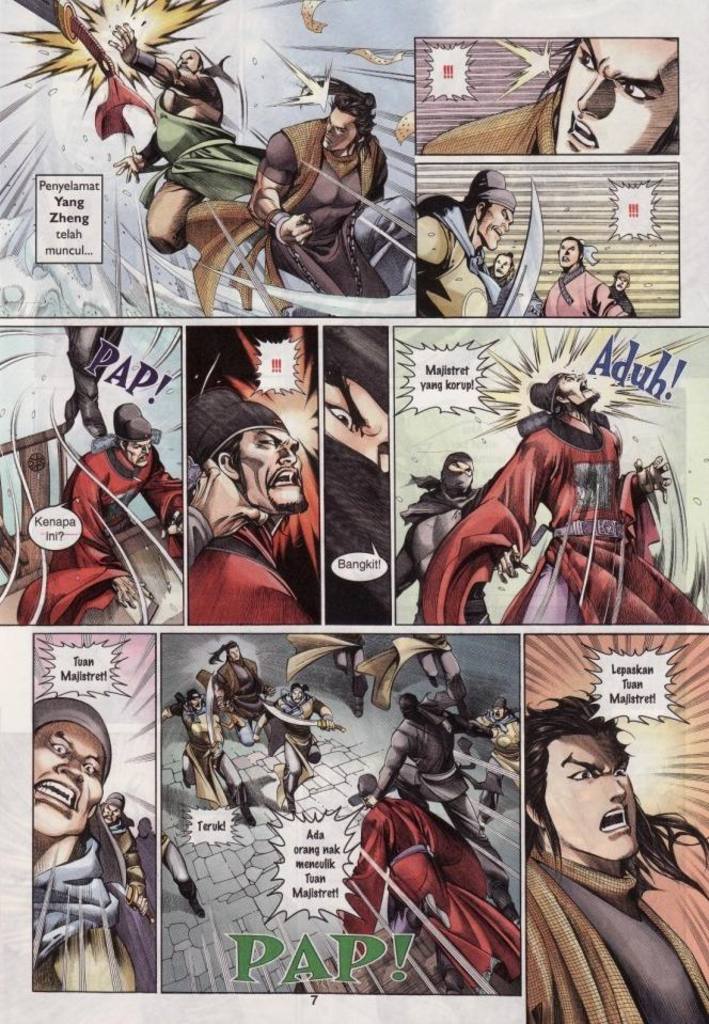 Penyelamat
Yang
Zheng
telah
muncul...
!!!
!!!
PAP!
Kenapa
ini?
!!!
Bangkit!
Majistret
yang korup!
Aduh!
Tuan
Majistret!
Teruk!
Ada
orang nak
menculik
Tuan
Majistret!
PAP!
Lepaskan
Tuan
Majistret!
7